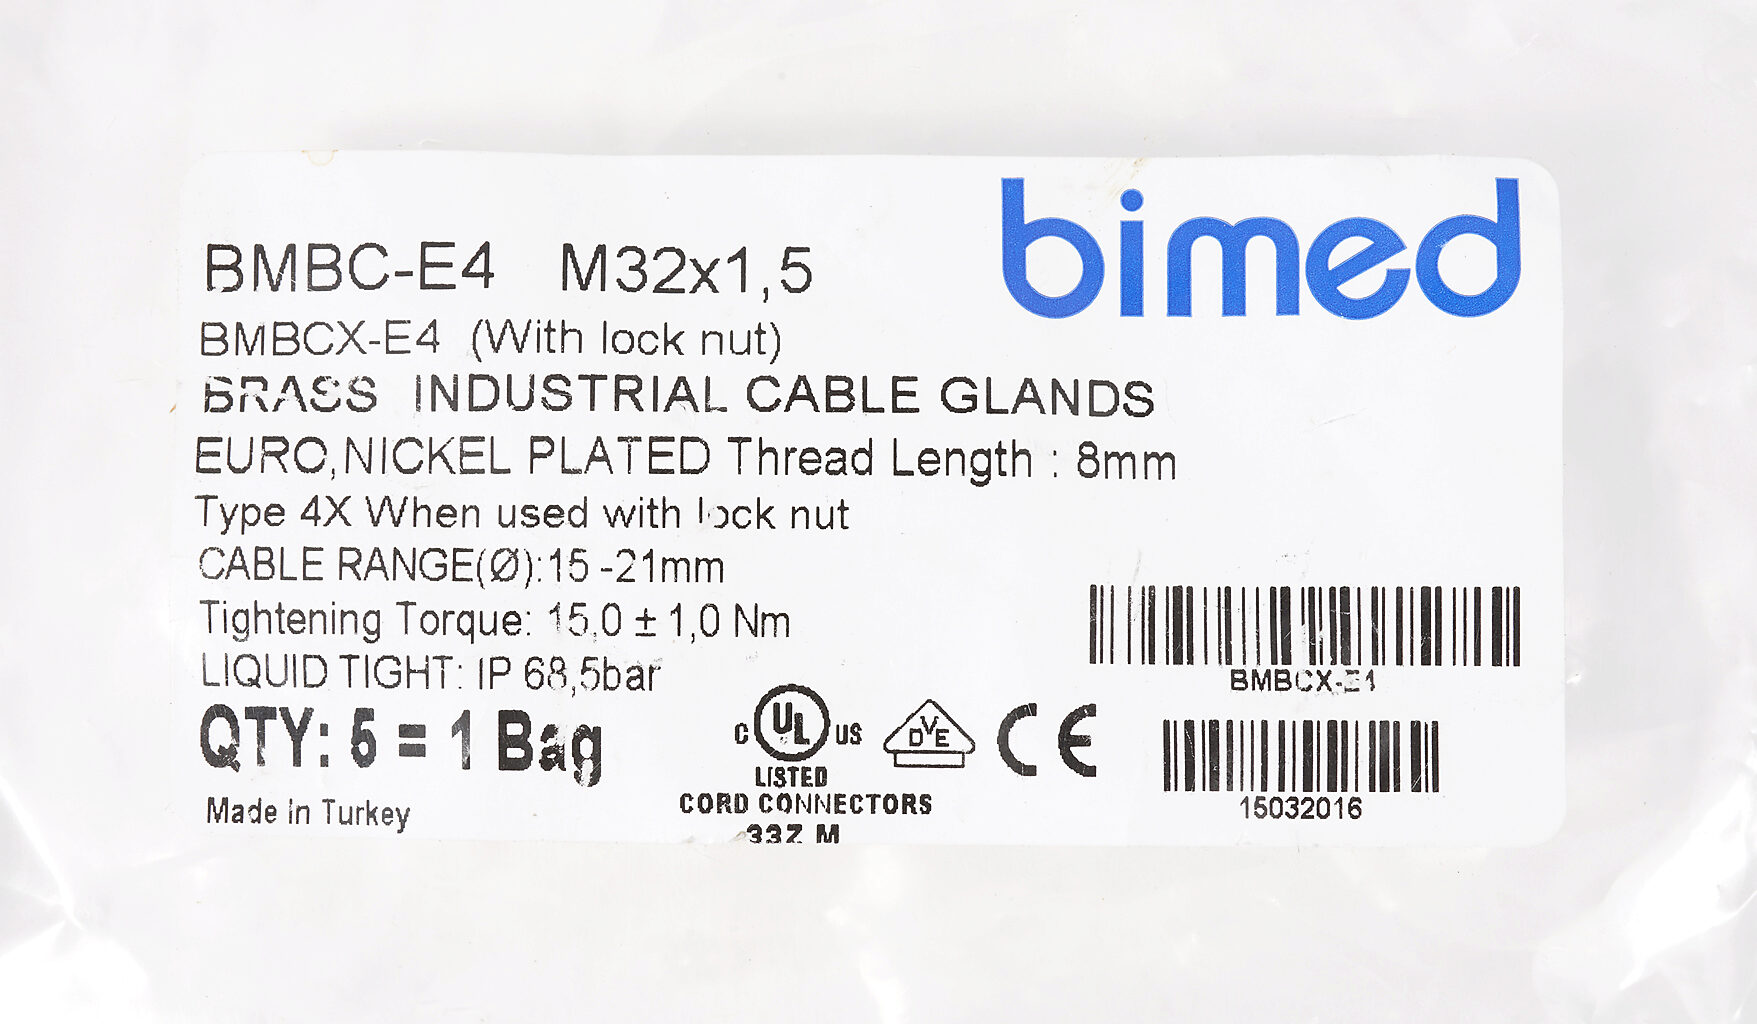 bimed
BMBC-E4 M32x1,5
BMBCX-E4 (With lock nut)
BRASS INDUSTRIAL CABLE GLANDS
EURO,NICKEL PLATED Thread Length : 8mm
Type 4X When used with lock nut
CABLE RANGE(Ø):15 -21mm
Tightening Torque: 15,0 ± 1,0 Nm
LIQUID TIGHT: IP 68,5bar
QTY: 5 = 1 Bag
Made in Turkey
C UL US
LISTED
CORD CONNECTORS
33Z M
DVE
CE
BMBCX-E4
15032016